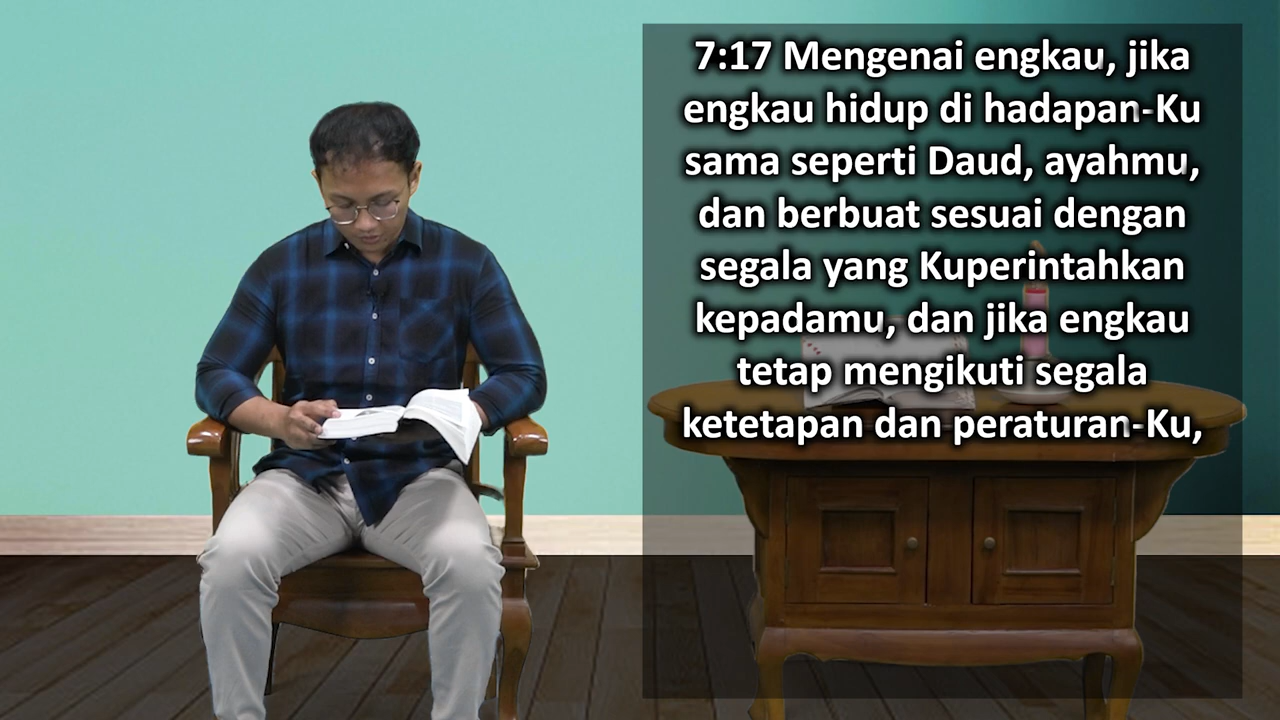 7:17 Mengenai engkau, jika
engkau hidup di hadapan-Ku
sama seperti Daud, ayahmu,
dan berbuat sesuai dengan
segala yang Kuperintahkan
kepadamu, dan jika engkau
tetap mengikuti segala
ketetapan dan peraturan-Ku,